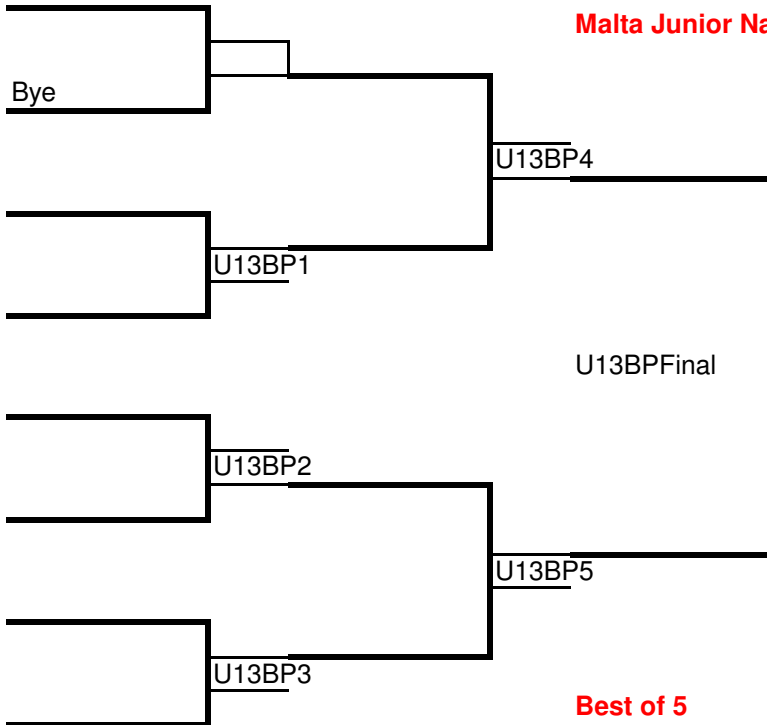 Malta Junior Na
Bye
U13BP4
U13BP1
U13BPFinal
U13BP2
U13BP5
U13BP3
Best of 5